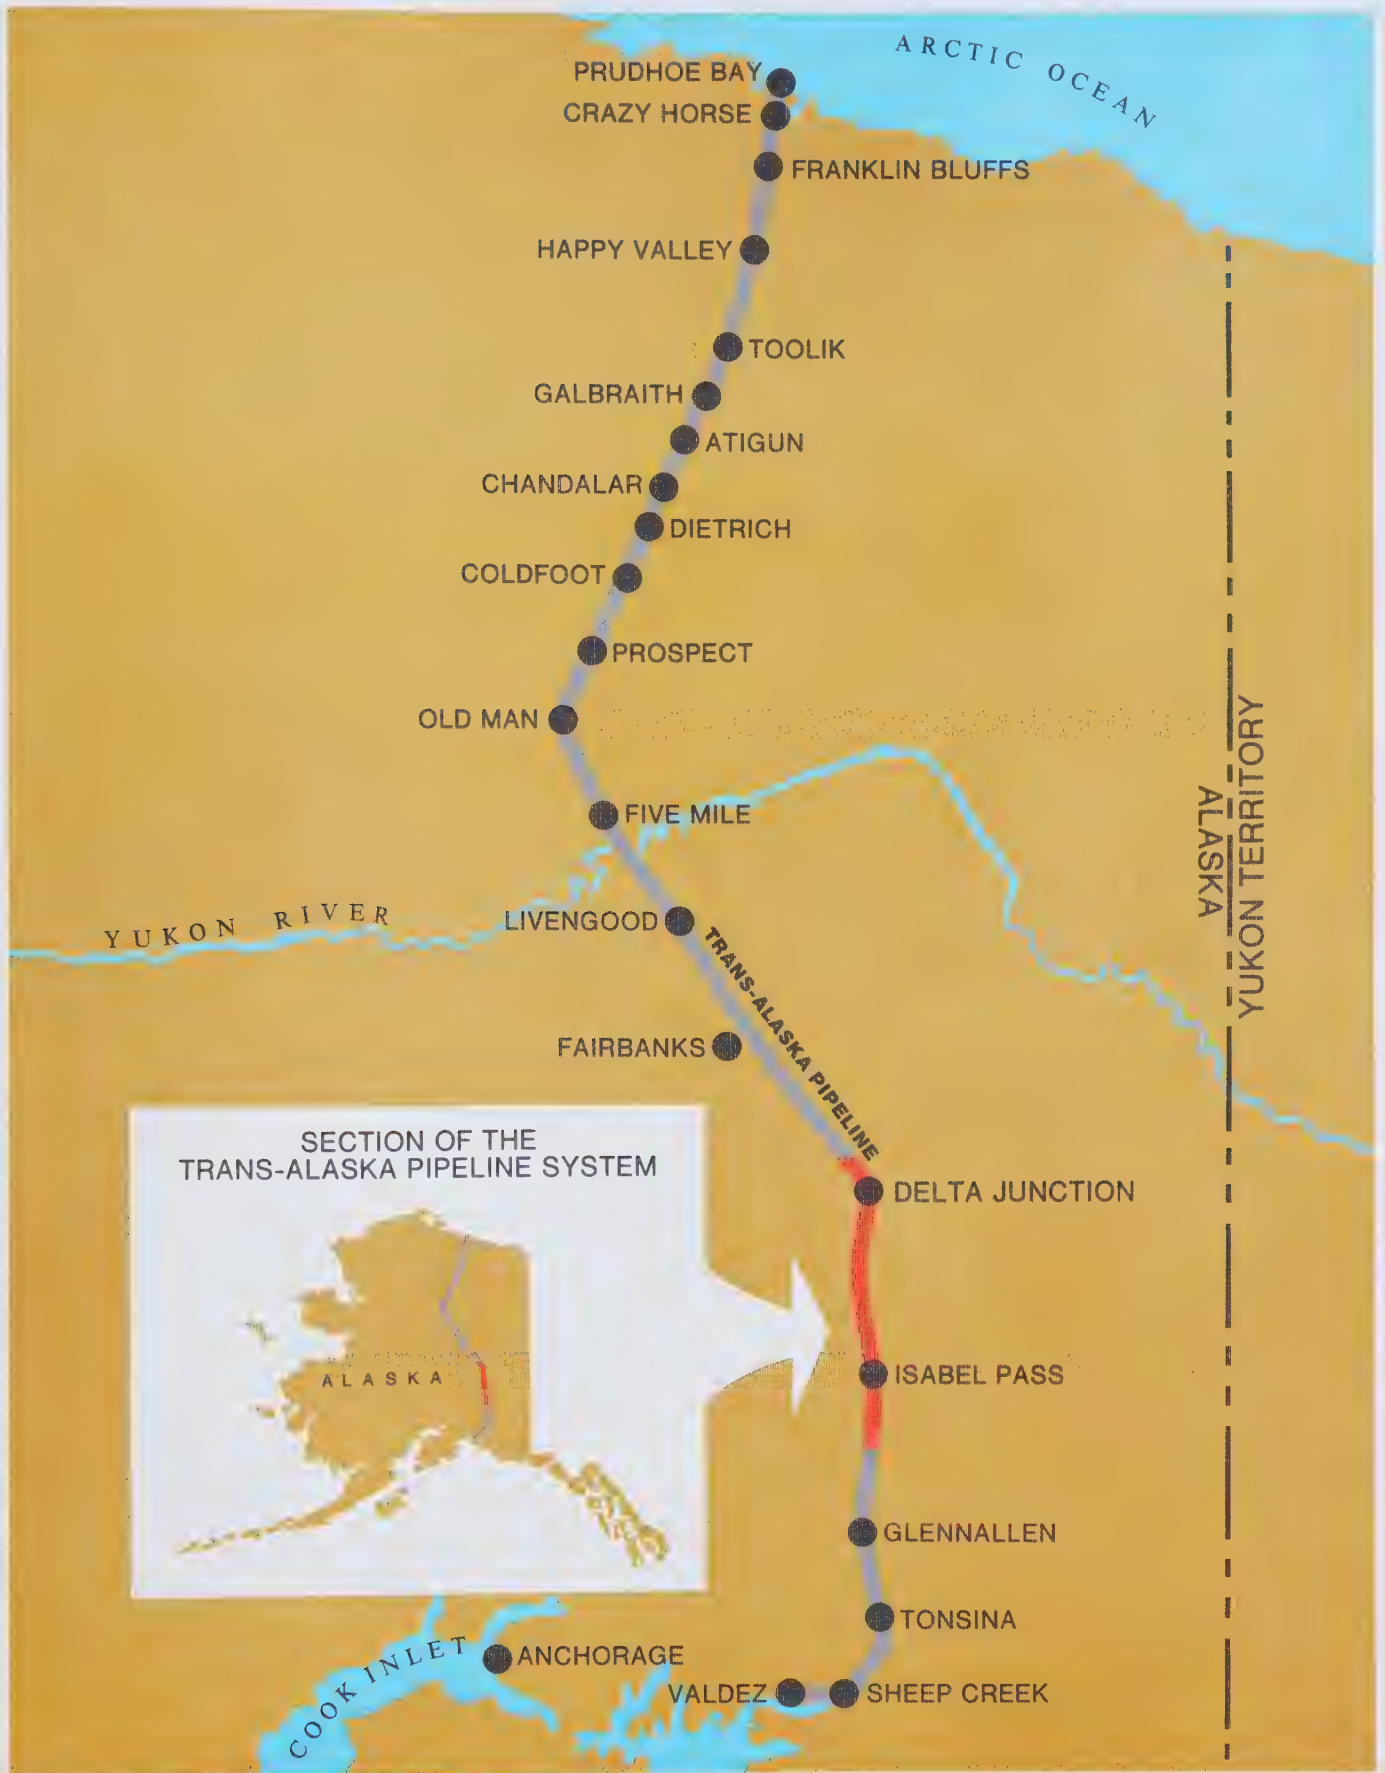 ARCTIC OCEAN
PRUDHOE BAY
CRAZY HORSE
FRANKLIN BLUFFS
HAPPY VALLEY
TOOLIK
GALBRAITH
ATIGUN
CHANDALAR
DIETRICH
COLDFOOT
PROSPECT
OLD MAN
YUKON TERRITORY
ALASKA
FIVE MILE
YUKON RIVER
LIVENGOOD
TRANS-ALASKA PIPELINE
FAIRBANKS
SECTION OF THE
TRANS-ALASKA PIPELINE SYSTEM
ALASKA
DELTA JUNCTION
ISABEL PASS
GLENNALLEN
TONSINA
COOK INLET
ANCHORAGE
VALDEZ
SHEEP CREEK